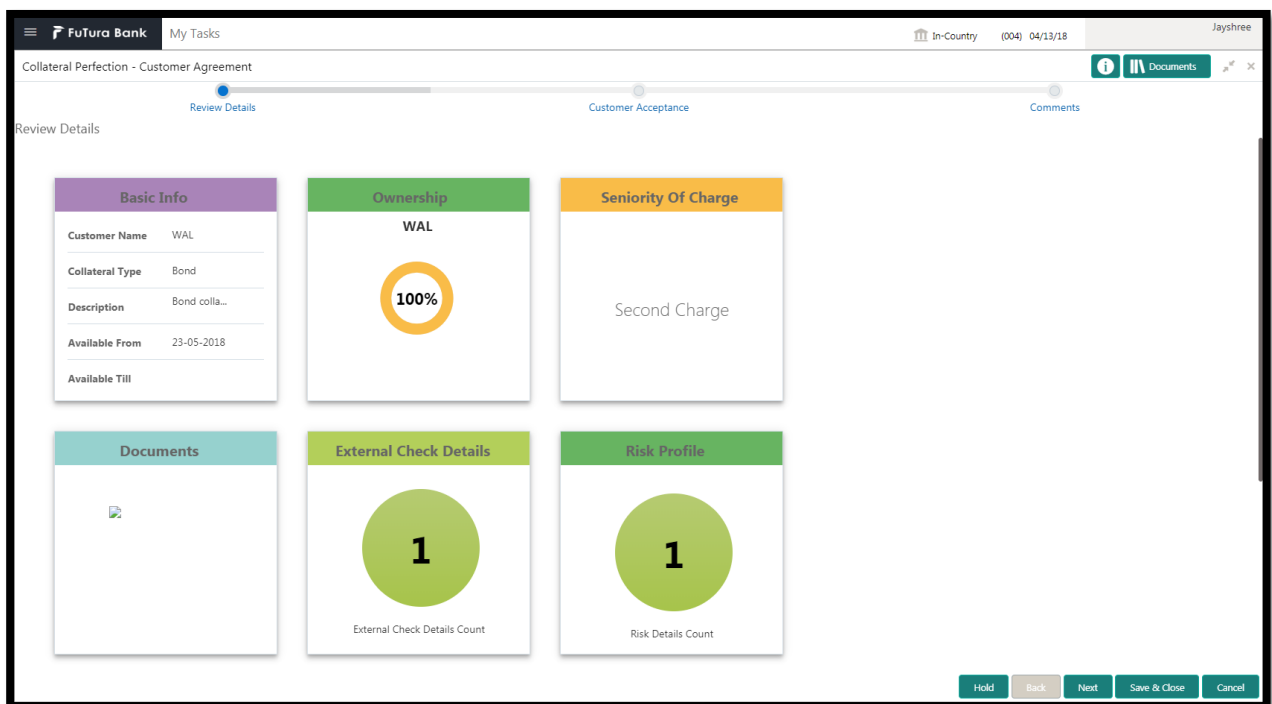 FuTura Bank My Tasks In-Country (004) 04/13/18 Jayshree
Collateral Perfection - Customer Agreement i Documents
Review Details Customer Acceptance Comments
Review Details
Basic Info
Customer Name WAL
Collateral Type Bond
Description Bond colla...
Available From 23-05-2018
Available Till
Ownership
WAL
100%
Seniority Of Charge
Second Charge
Documents
External Check Details
1
External Check Details Count
Risk Profile
1
Risk Details Count
Hold Back Next Save & Close Cancel